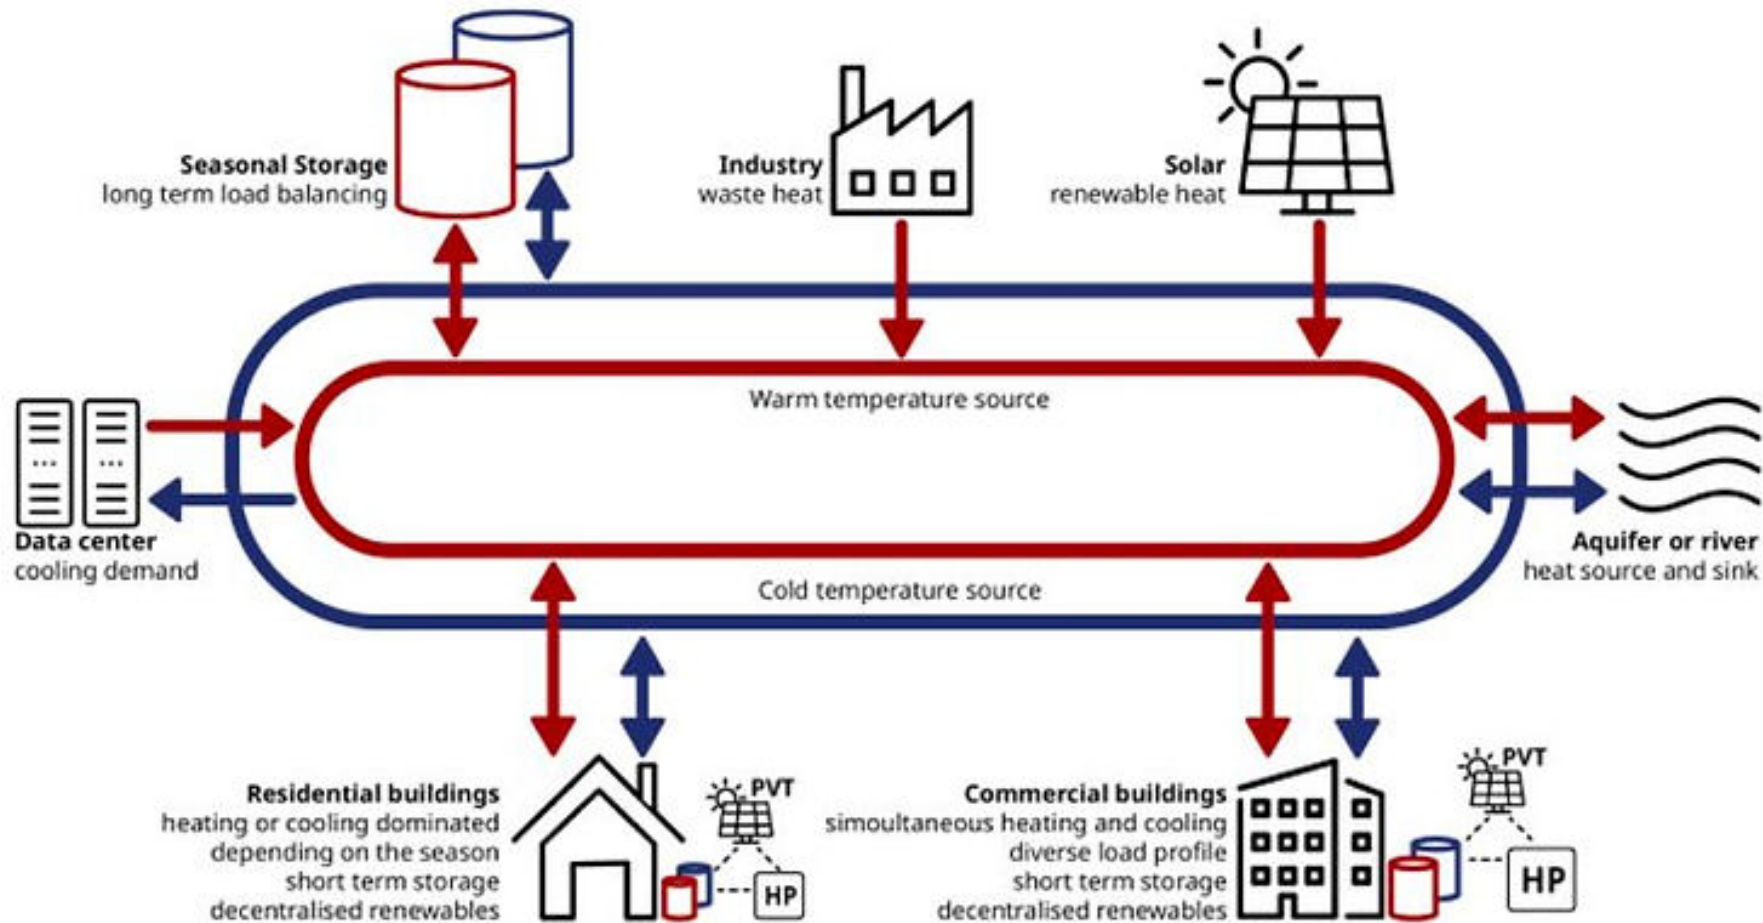 Seasonal Storage
long term load balancing
Industry
waste heat
Solar
renewable heat
Warm temperature source
Data center
cooling demand
Aquifer or river
heat source and sink
Cold temperature source
Residential buildings
heating or cooling dominated
depending on the season
short term storage
decentralised renewables
PVT
HP
Commercial buildings
simoultaneous heating and cooling
diverse load profile
short term storage
decentralised renewables
PVT
HP